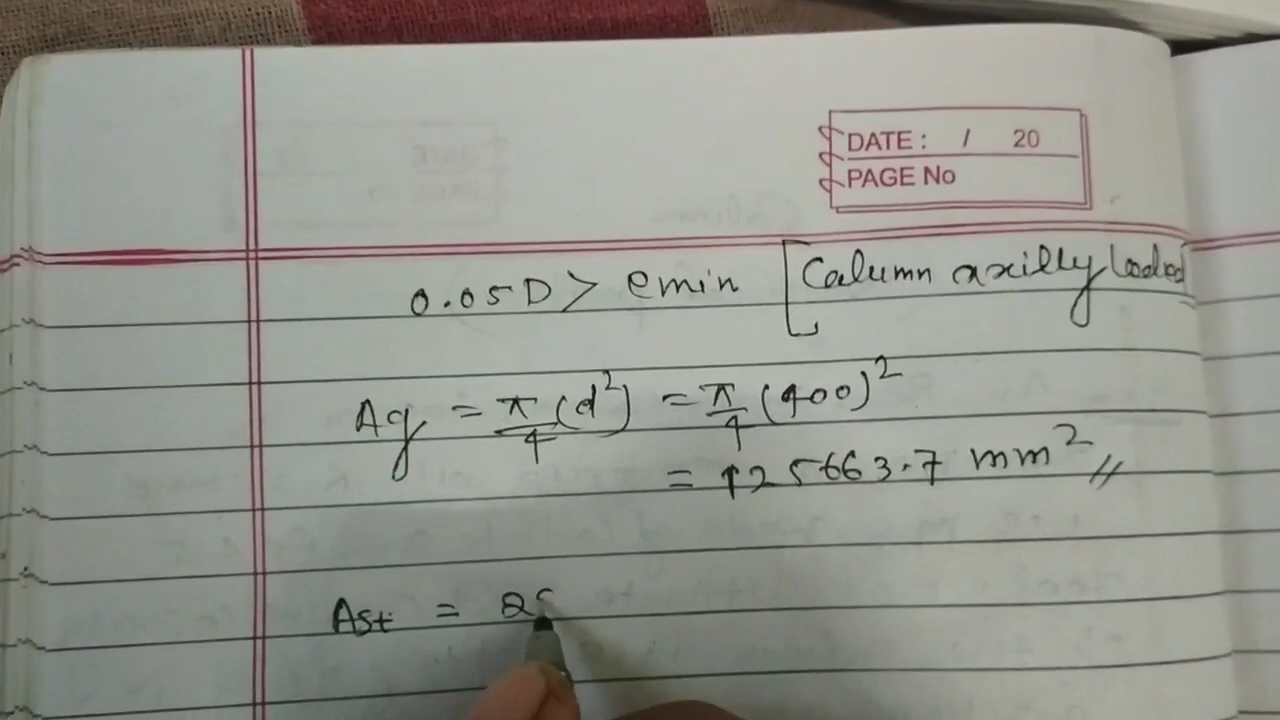 DATE: / 20
PAGE No
0.05D > emin [Column axilly Loaded
Ag = π/4 (d²) = π/4 (400)²
= 125663.7 mm² //
Ast = 2